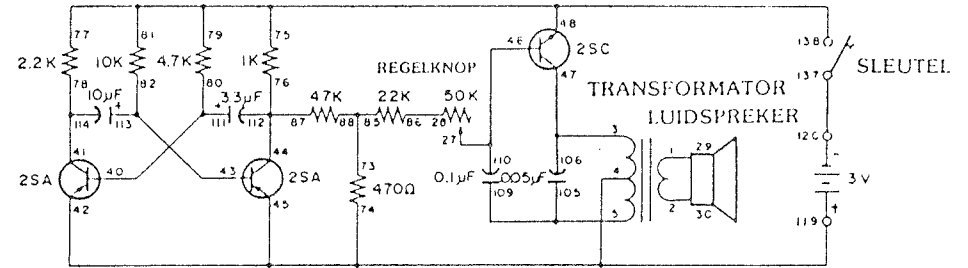 77 81 79 75 48
2.2K 10K 4.7K 1K 46 2SC 138
78 82 80 76 47 137 SLEUTEL
REGELKNOP
TRANSFORMATOR
LUIDSPREKER
10µF + 3.3µF + 47K 22K 50K
114 113 111 112 87 88 85 86 28 27
3 120
41 44 110 106 1 29 -
2SA 40 43 2SA 73 0.1µF .005µF 4 3V
42 45 470Ω 109 105 2 30 +
74 5 119